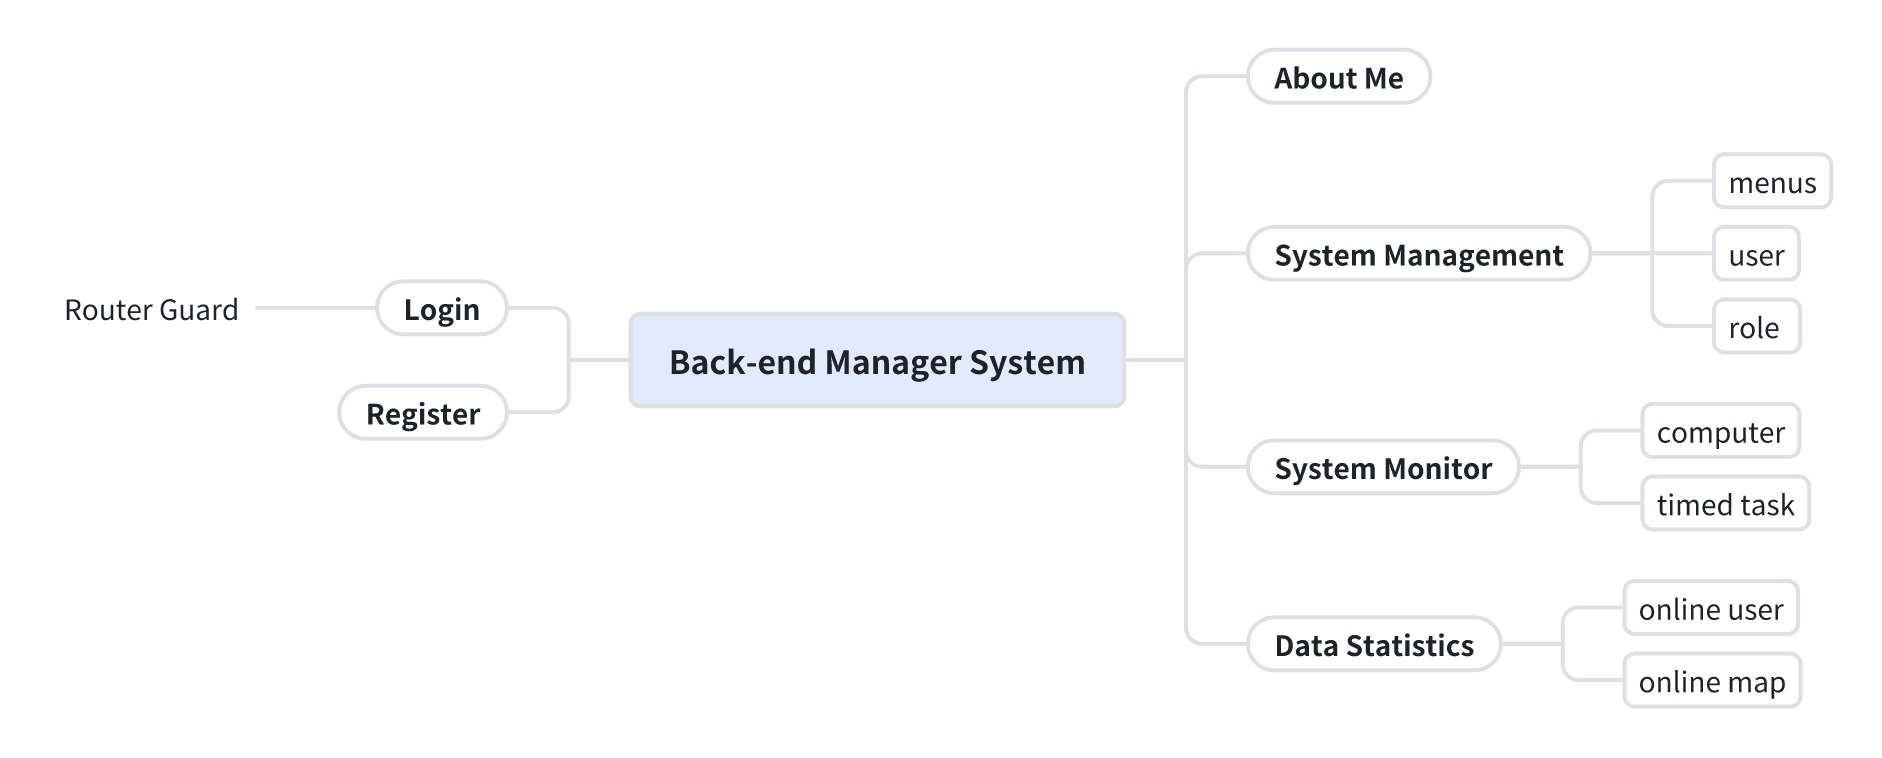 About Me
menus
System Management
user
role
Router Guard
Login
Back-end Manager System
Register
computer
System Monitor
timed task
online user
Data Statistics
online map